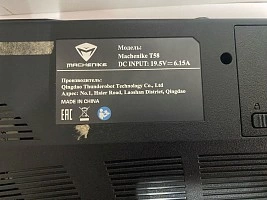 MACHENIKE
Модель:
Machenike T58
DC INPUT: 19.5V⎓6.15A
Производитель:
Qingdao Thunderobot Technology Co., Ltd
Адрес: No.1, Haier Road, Laoshan District, Qingdao
MADE IN CHINA
EAC